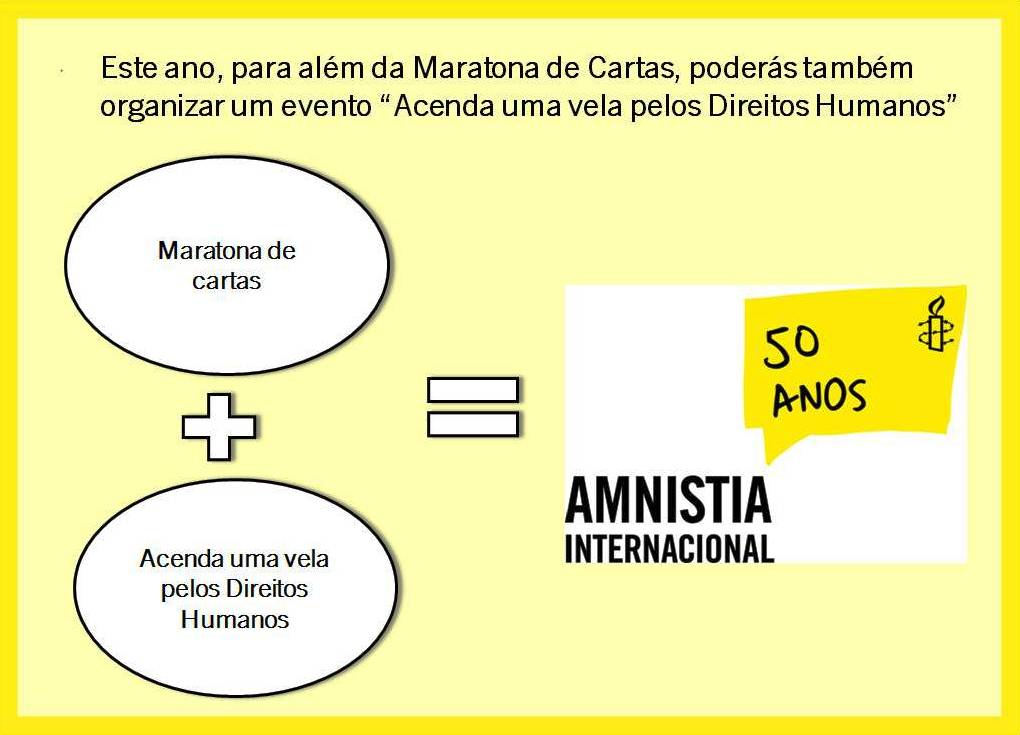 Este ano, para além da Maratona de Cartas, poderás também
organizar um evento “Acenda uma vela pelos Direitos Humanos”
Maratona de
cartas
Acenda uma vela
pelos Direitos
Humanos
50
ANOS
AMNISTIA
INTERNACIONAL